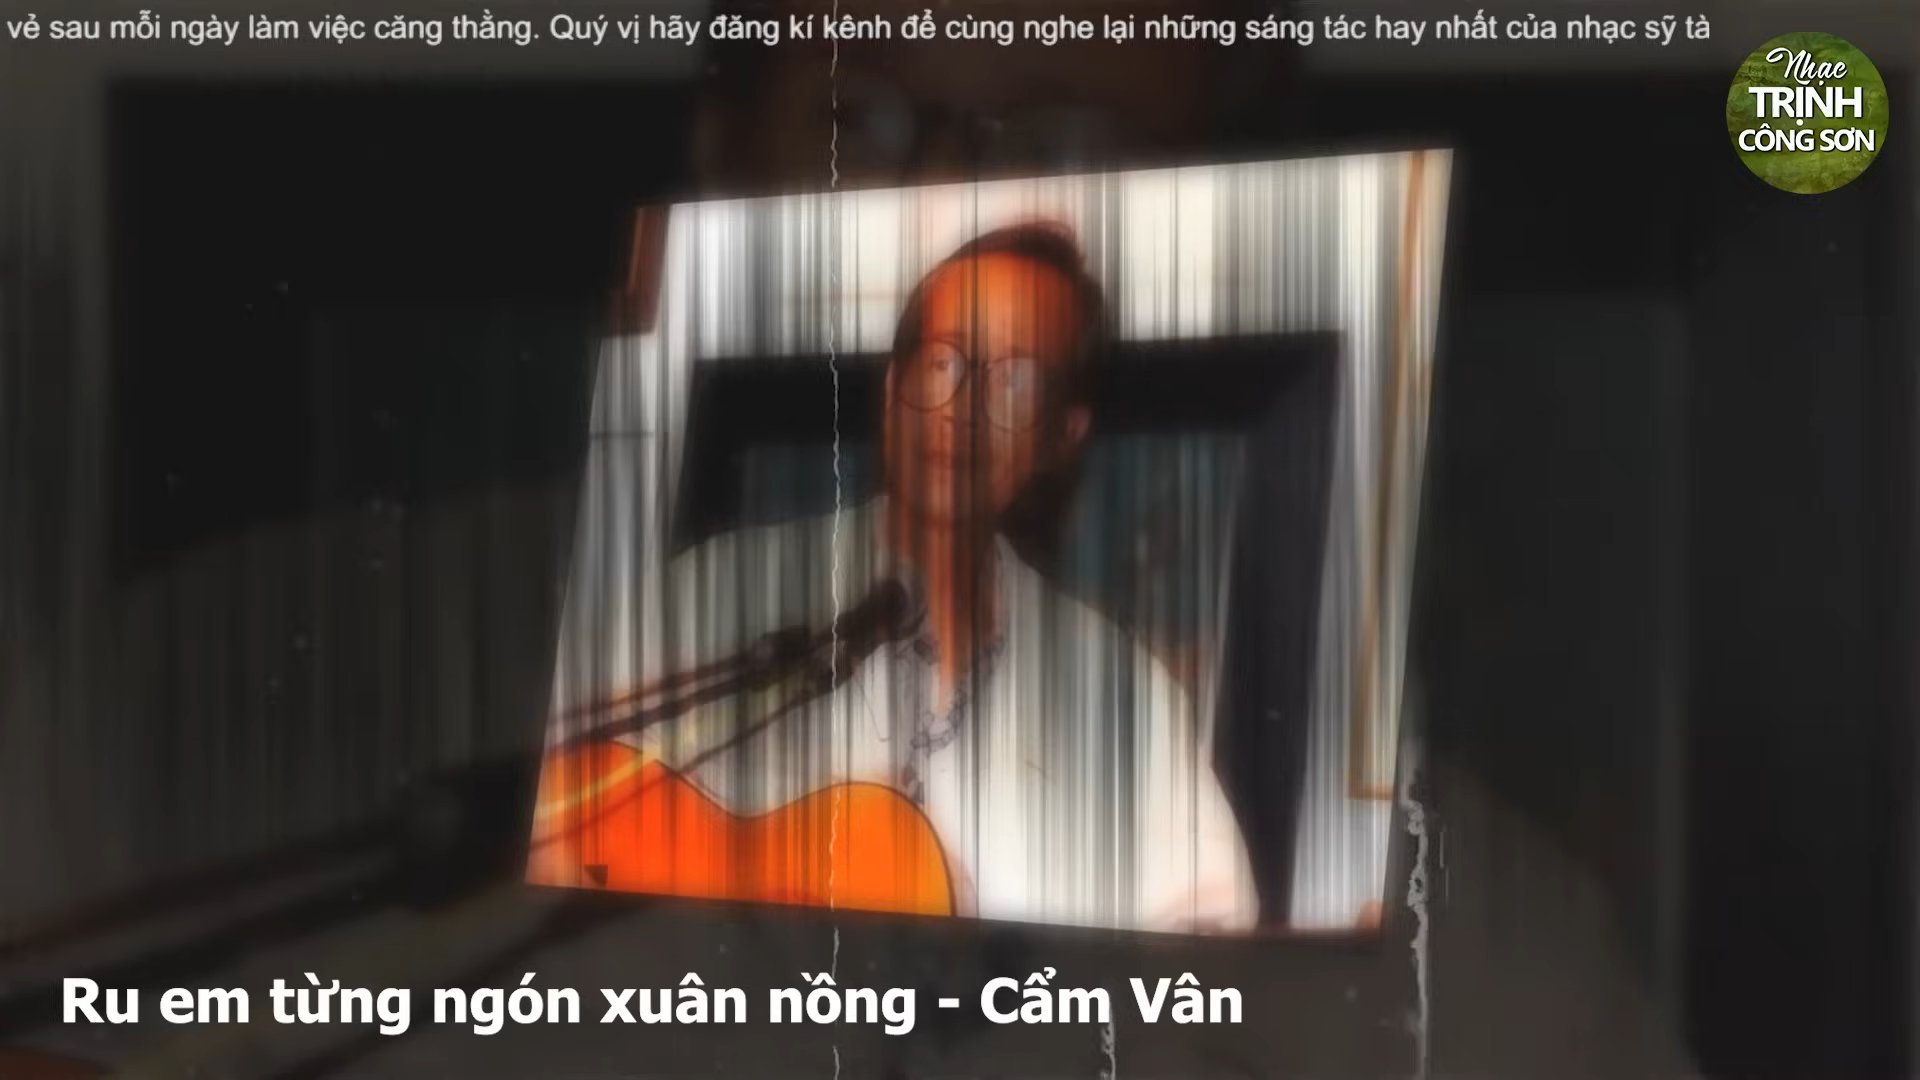 vẻ sau mỗi ngày làm việc căng thẳng. Quý vị hãy đăng kí kênh để cùng nghe lại những sáng tác hay nhất của nhạc sỹ tà
Nhạc
TRỊNH
CÔNG SƠN
Ru em từng ngón xuân nồng - Cẩm Vân